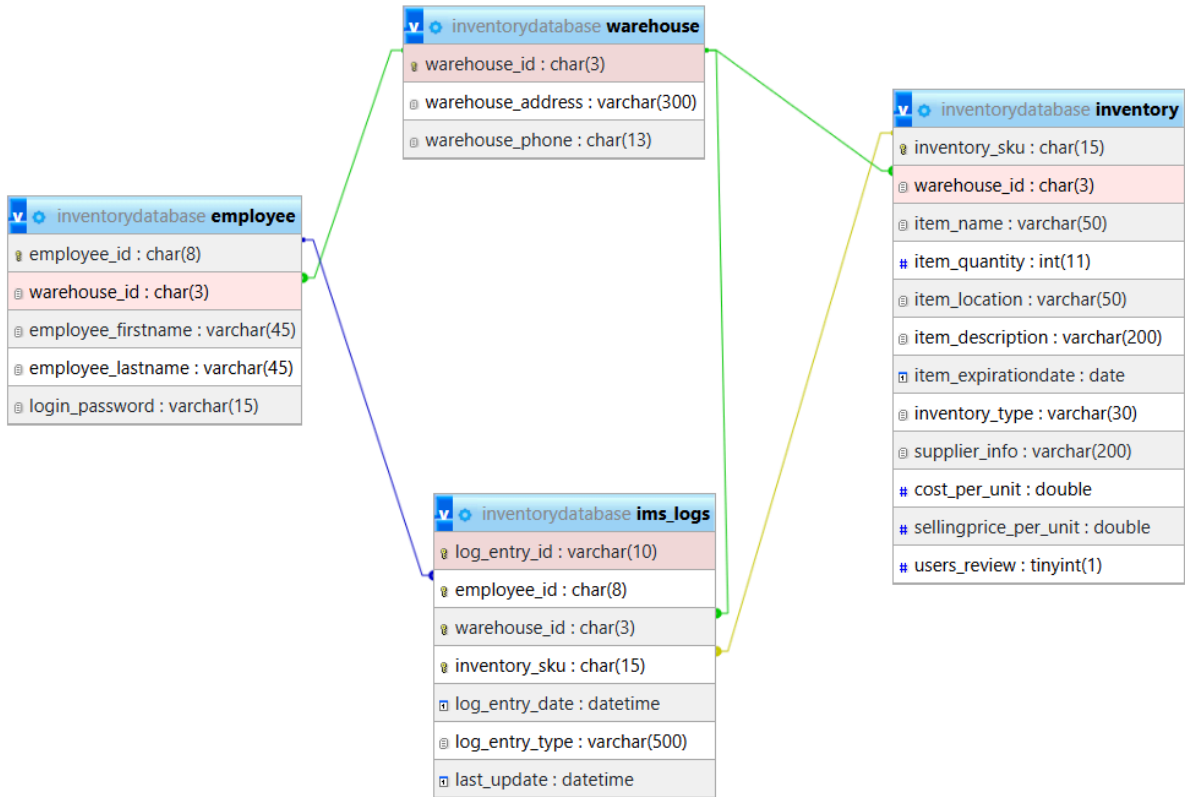 inventorydatabase warehouse
warehouse_id : char(3)
warehouse_address : varchar(300)
warehouse_phone : char(13)
inventorydatabase employee
employee_id : char(8)
warehouse_id : char(3)
employee_firstname : varchar(45)
employee_lastname : varchar(45)
login_password : varchar(15)
inventorydatabase inventory
inventory_sku : char(15)
warehouse_id : char(3)
item_name : varchar(50)
# item_quantity : int(11)
item_location : varchar(50)
item_description : varchar(200)
item_expirationdate : date
inventory_type : varchar(30)
supplier_info : varchar(200)
# cost_per_unit : double
# sellingprice_per_unit : double
# users_review : tinyint(1)
inventorydatabase ims_logs
log_entry_id : varchar(10)
employee_id : char(8)
warehouse_id : char(3)
inventory_sku : char(15)
log_entry_date : datetime
log_entry_type : varchar(500)
last_update : datetime